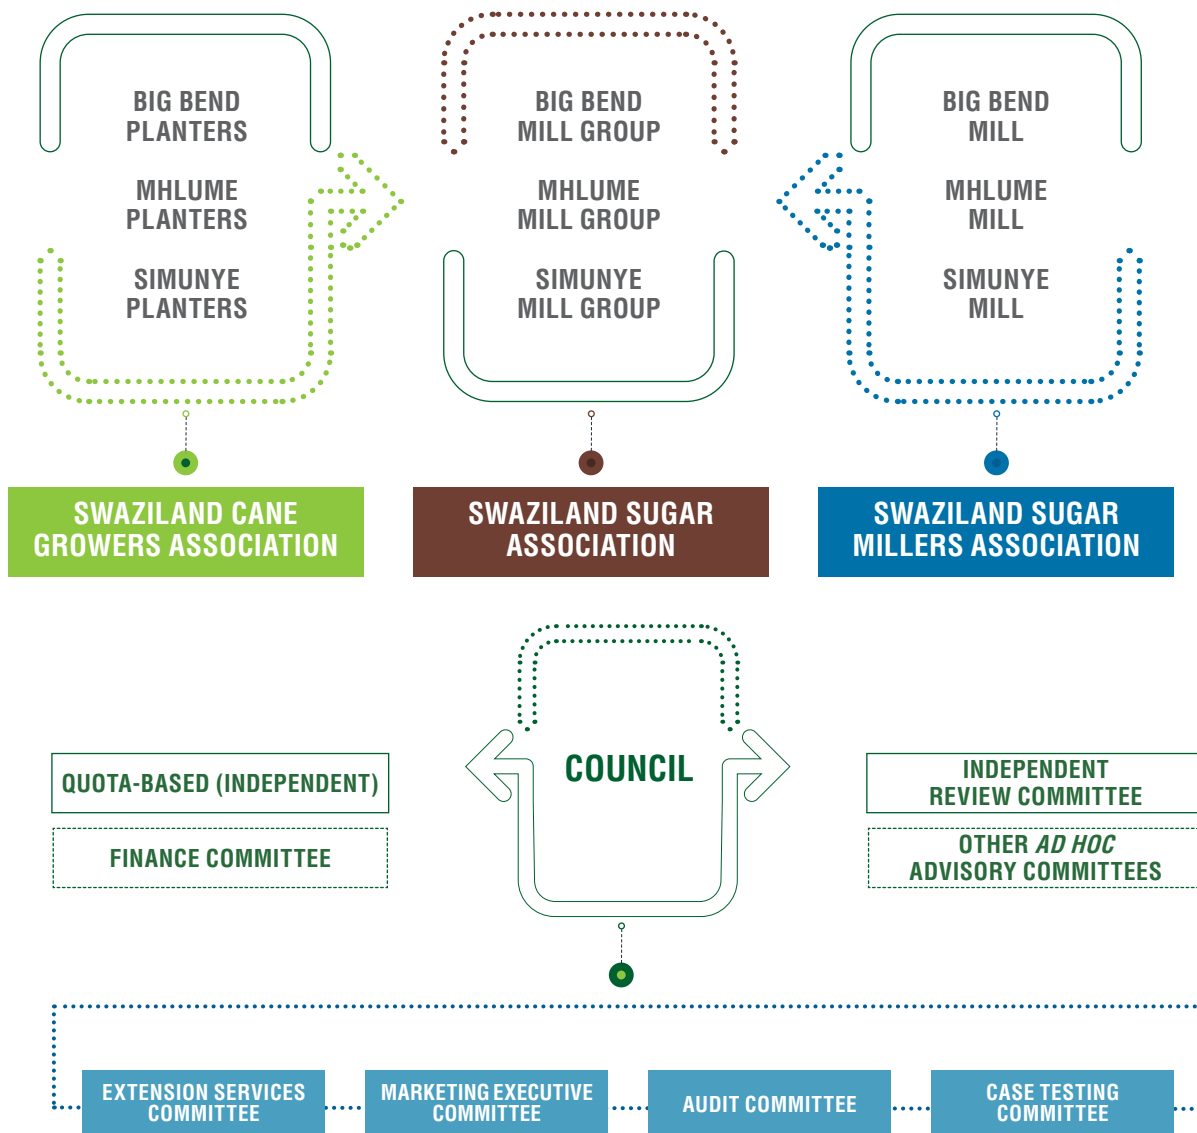 BIG BEND
PLANTERS
MHLUME
PLANTERS
SIMUNYE
PLANTERS
BIG BEND
MILL GROUP
MHLUME
MILL GROUP
SIMUNYE
MILL GROUP
BIG BEND
MILL
MHLUME
MILL
SIMUNYE
MILL
SWAZILAND CANE
GROWERS ASSOCIATION
SWAZILAND SUGAR
ASSOCIATION
SWAZILAND SUGAR
MILLERS ASSOCIATION
COUNCIL
QUOTA-BASED (INDEPENDENT)
FINANCE COMMITTEE
INDEPENDENT
REVIEW COMMITTEE
OTHER AD HOC
ADVISORY COMMITTEES
EXTENSION SERVICES
COMMITTEE
MARKETING EXECUTIVE
COMMITTEE
AUDIT COMMITTEE
CASE TESTING
COMMITTEE